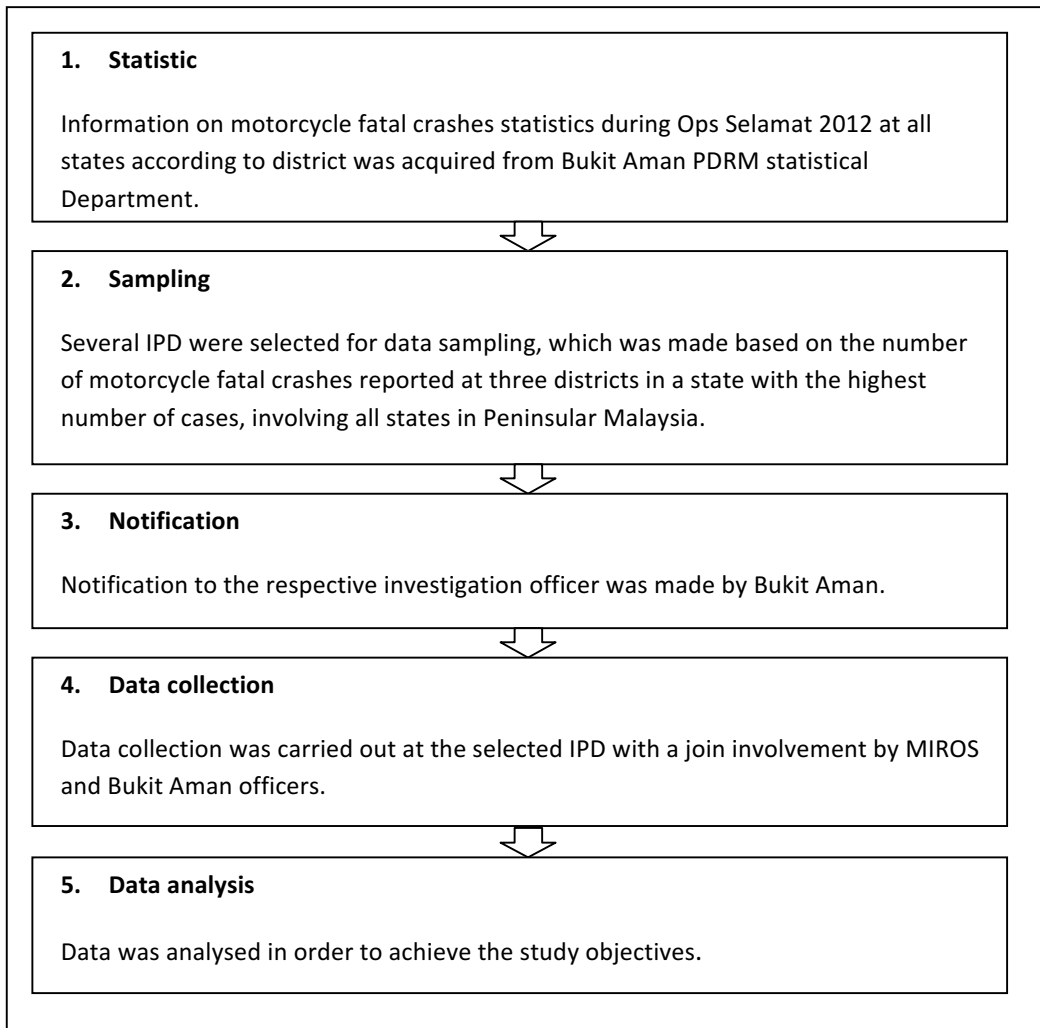 1. Statistic
Information on motorcycle fatal crashes statistics during Ops Selamat 2012 at all
states according to district was acquired from Bukit Aman PDRM statistical
Department.
2. Sampling
Several IPD were selected for data sampling, which was made based on the number
of motorcycle fatal crashes reported at three districts in a state with the highest
number of cases, involving all states in Peninsular Malaysia.
3. Notification
Notification to the respective investigation officer was made by Bukit Aman.
4. Data collection
Data collection was carried out at the selected IPD with a join involvement by MIROS
and Bukit Aman officers.
5. Data analysis
Data was analysed in order to achieve the study objectives.